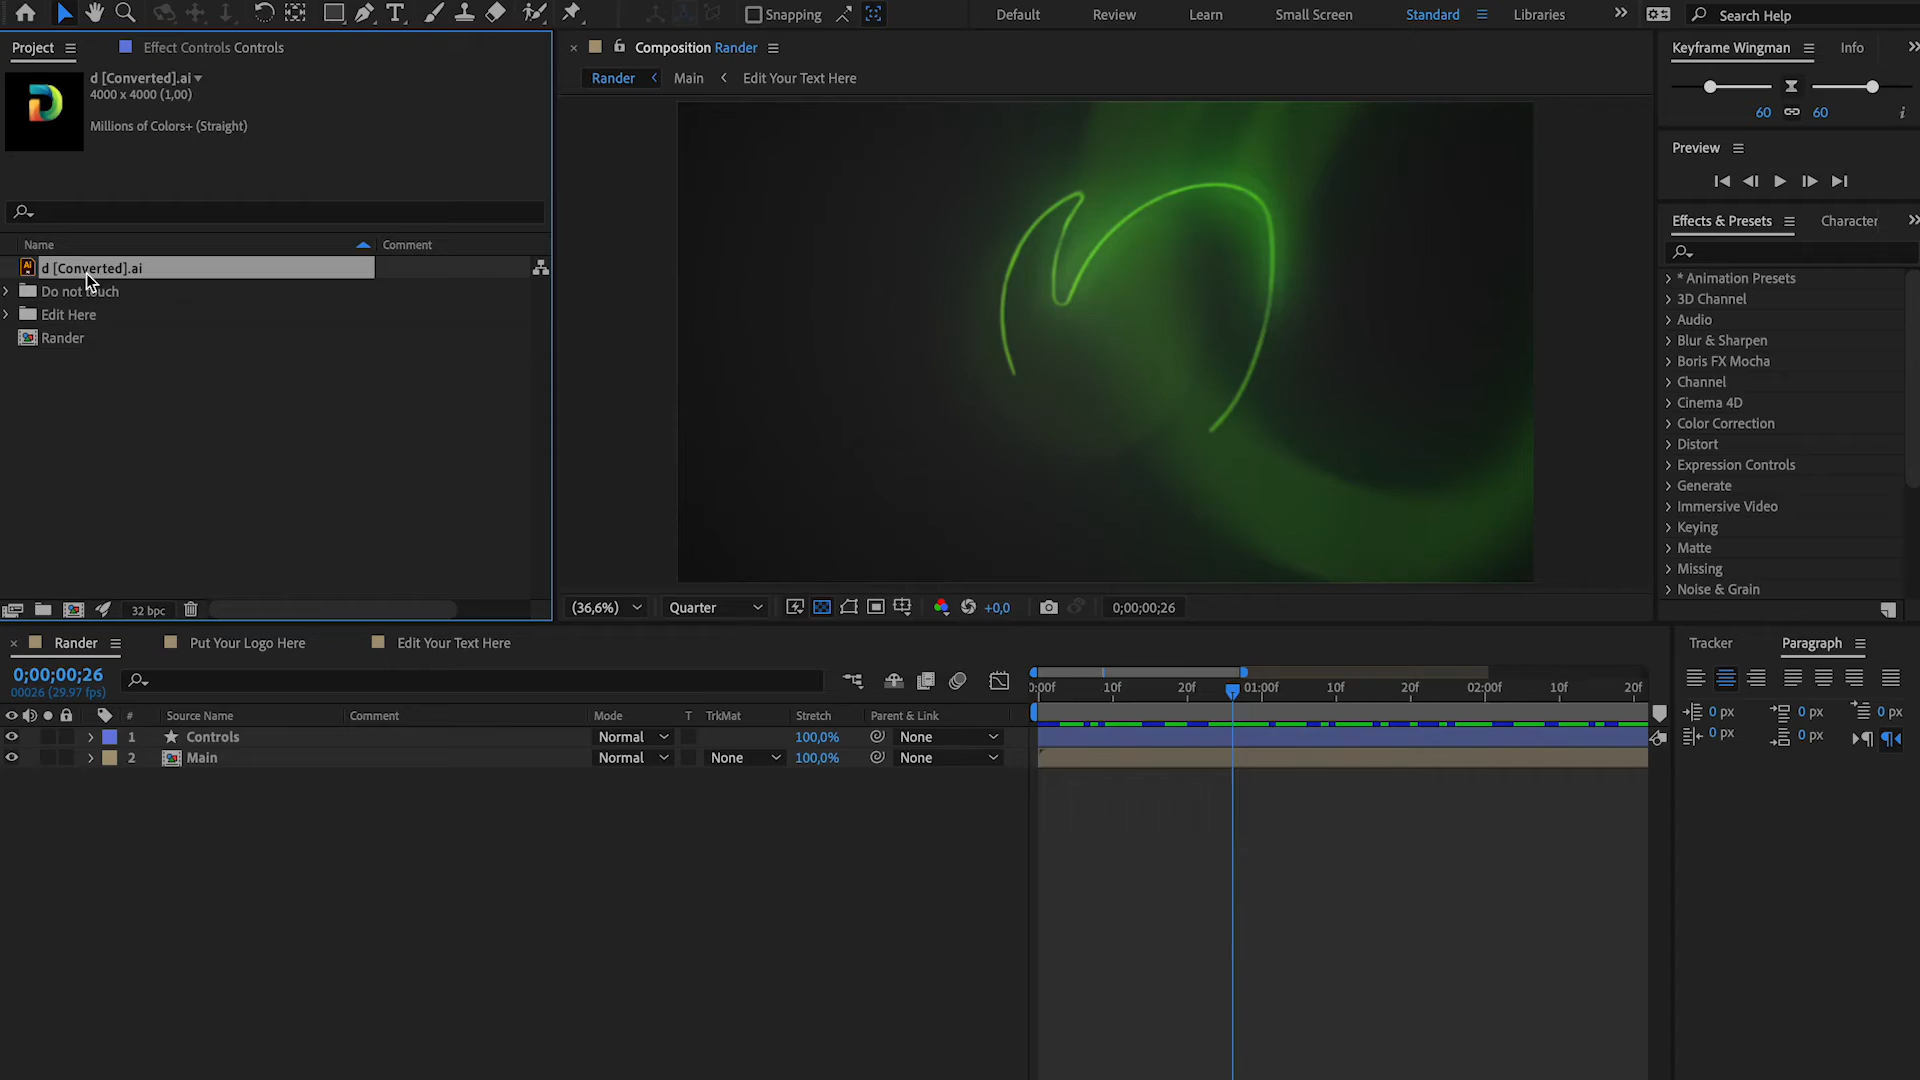 Snapping
Default
Review
Learn
Small Screen
Standard
Libraries
Search Help
Project
Effect Controls Controls
d [Converted].ai
4000 x 4000 (1,00)
Millions of Colors+ (Straight)
Name
Comment
d [Converted].ai
Do not touch
Edit Here
Rander
32 bpc
Composition Rander
Rander
Main
Edit Your Text Here
(36,6%)
Quarter
+0,0
0;00;00;26
Keyframe Wingman
Info
60
60
Preview
Effects & Presets
Character
* Animation Presets
3D Channel
Audio
Blur & Sharpen
Boris FX Mocha
Channel
Cinema 4D
Color Correction
Distort
Expression Controls
Generate
Immersive Video
Keying
Matte
Missing
Noise & Grain
Rander
Put Your Logo Here
Edit Your Text Here
0;00;00;26
00026 (29.97 fps)
#
Source Name
Comment
Mode
T
TrkMat
Stretch
Parent & Link
1
Controls
Normal
100,0%
None
2
Main
Normal
None
100,0%
None
0:00f
10f
20f
01:00f
10f
20f
02:00f
10f
20f
Tracker
Paragraph
0 px
0 px
0 px
0 px
0 px